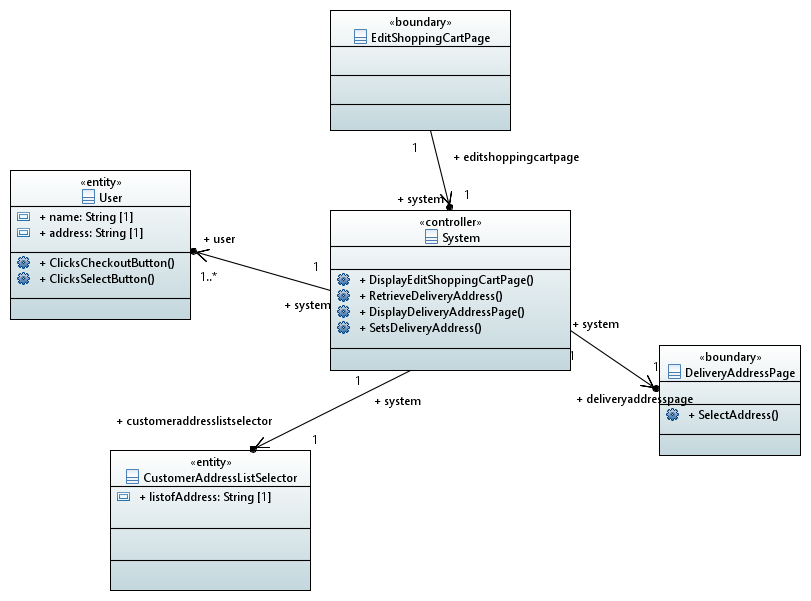 «boundary»
EditShoppingCartPage
1
+ editshoppingcartpage
+ system
1
«entity»
User
+ name: String [1]
+ address: String [1]
+ ClicksCheckoutButton()
+ ClicksSelectButton()
+ user
1..*
1
+ system
«controller»
System
+ DisplayEditShoppingCartPage()
+ RetrieveDeliveryAddress()
+ DisplayDeliveryAddressPage()
+ SetsDeliveryAddress()
+ system
1
1
+ deliveryaddresspage
«boundary»
DeliveryAddressPage
+ SelectAddress()
1
+ system
+ customeraddresslistselector
1
«entity»
CustomerAddressListSelector
+ listofAddress: String [1]